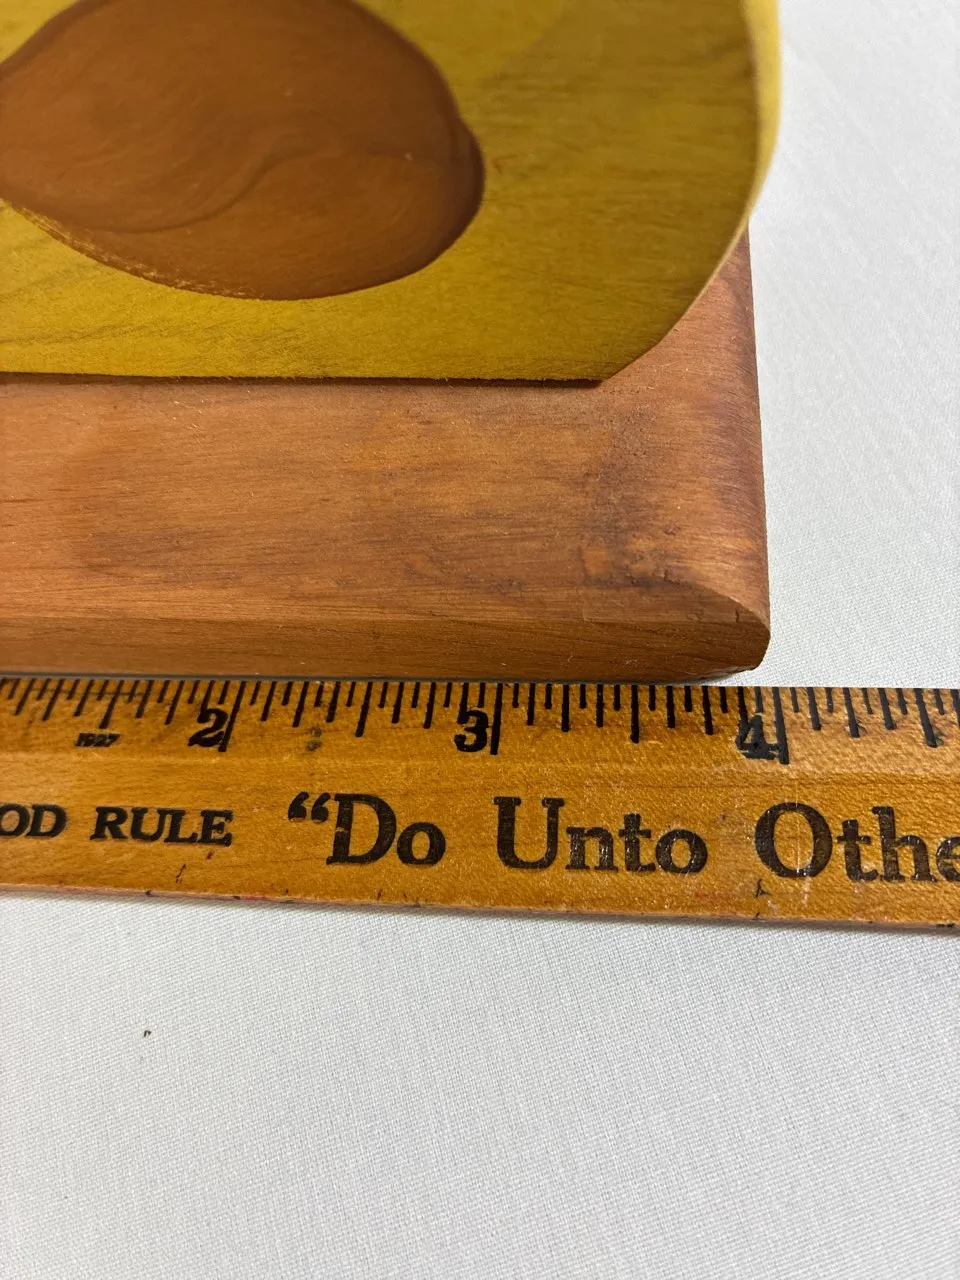 2 3 4
1927
OD RULE “Do Unto Othe